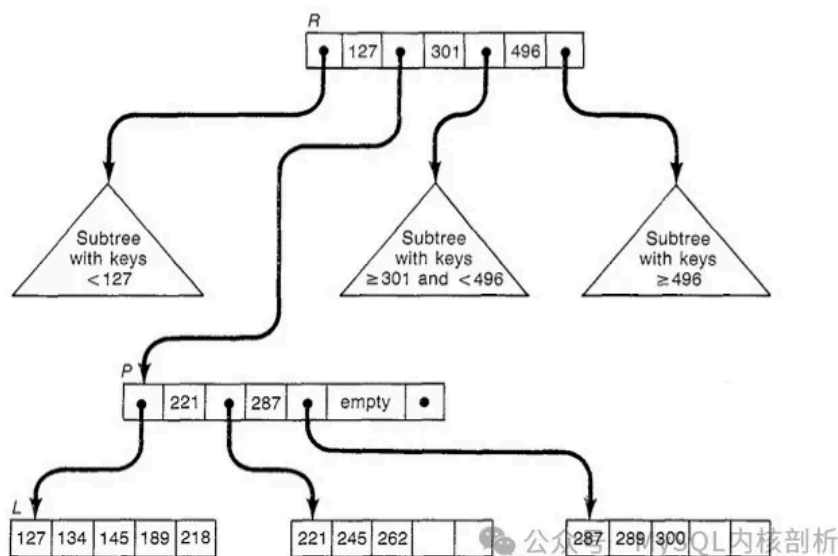 R
127 301 496
Subtree
with keys
<127
Subtree
with keys
≥301 and <496
Subtree
with keys
≥496
P
221 287 empty
L
127 134 145 189 218
221 245 262
287 289 300
公众号 MySQL内核剖析